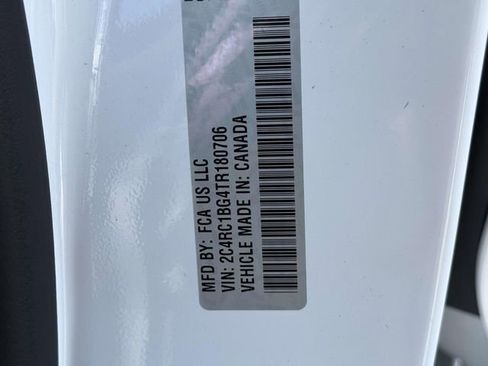 MFD BY: FCA US LLC
VIN: 2C4RC1BG4TR180706
VEHICLE MADE IN: CANADA